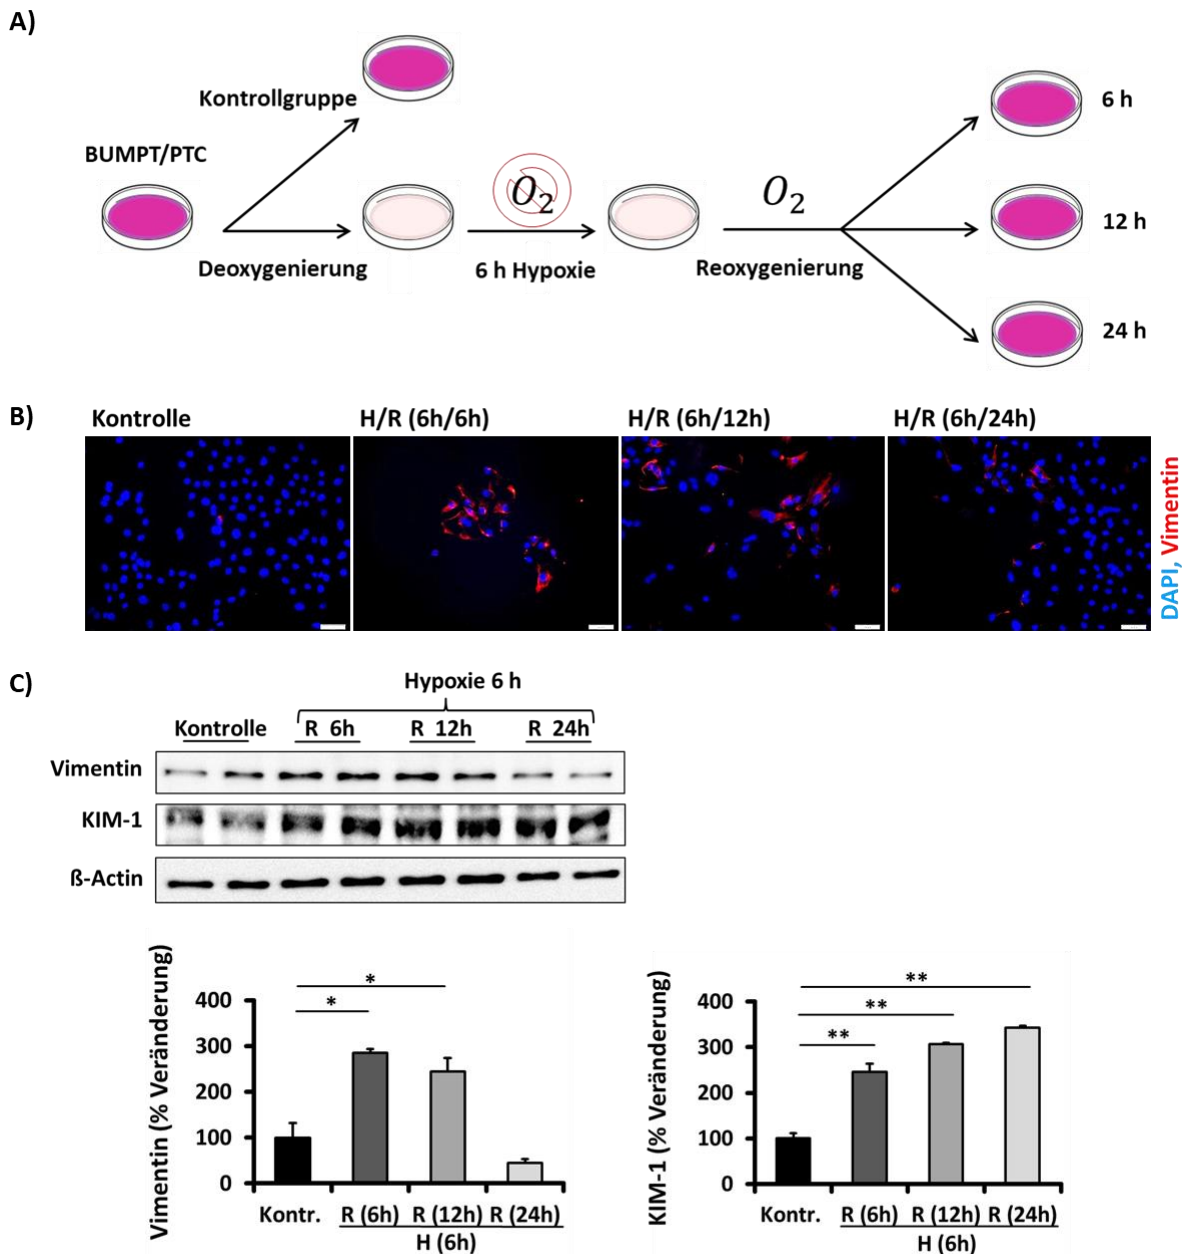 A)
Kontrollgruppe
6 h
BUMPT/PTC
O₂
O₂
12 h
Deoxygenierung
6 h Hypoxie
Reoxygenierung
24 h
B)
Kontrolle
H/R (6h/6h)
H/R (6h/12h)
H/R (6h/24h)
DAPI, Vimentin
C)
Hypoxie 6 h
Kontrolle R 6h R 12h R 24h
Vimentin
KIM-1
ß-Actin
Vimentin (% Veränderung)
400
300
200
100
0
*
*
Kontr. R (6h) R (12h) R (24h)
H (6h)
KIM-1 (% Veränderung)
400
300
200
100
0
**
**
**
Kontr. R (6h) R (12h) R (24h)
H (6h)